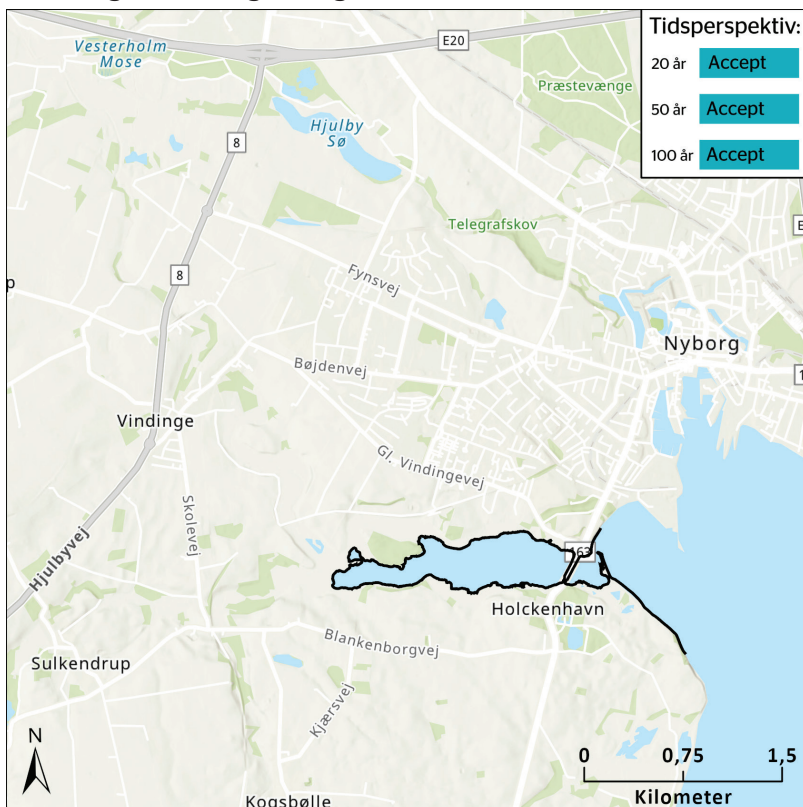 E20
Vesterholm
Mose
Tidsperspektiv:
20 år Accept
50 år Accept
100 år Accept
Præstevænge
Hjulby
Sø
8
Telegrafskov
E
8
Fynsvej
p
Nyborg
Bøjdenvej
1
Vindinge
Gl. Vindingevej
Skolevej
Hjulbyvej
163
Holckenhavn
Blankenborgvej
Sulkendrup
Kjærsvej
N
0 0,75 1,5
Kilometer
Kogsbølle